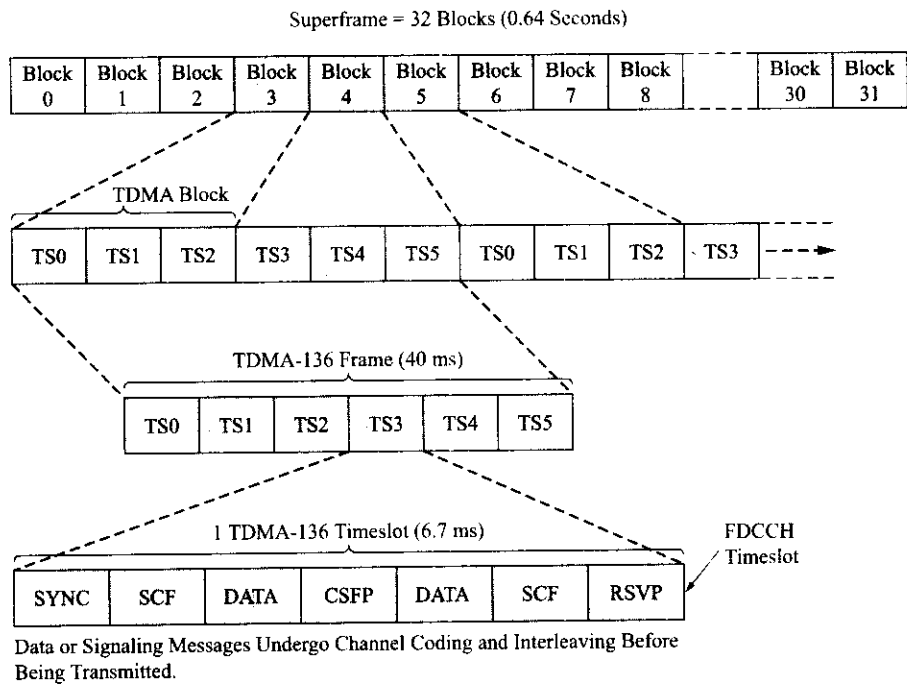 Superframe = 32 Blocks (0.64 Seconds)
Block 0 Block 1 Block 2 Block 3 Block 4 Block 5 Block 6 Block 7 Block 8 Block 30 Block 31
TDMA Block
TS0 TS1 TS2 TS3 TS4 TS5 TS0 TS1 TS2 TS3
TDMA-136 Frame (40 ms)
TS0 TS1 TS2 TS3 TS4 TS5
1 TDMA-136 Timeslot (6.7 ms)
FDCCH
Timeslot
SYNC SCF DATA CSFP DATA SCF RSVP
Data or Signaling Messages Undergo Channel Coding and Interleaving Before
Being Transmitted.